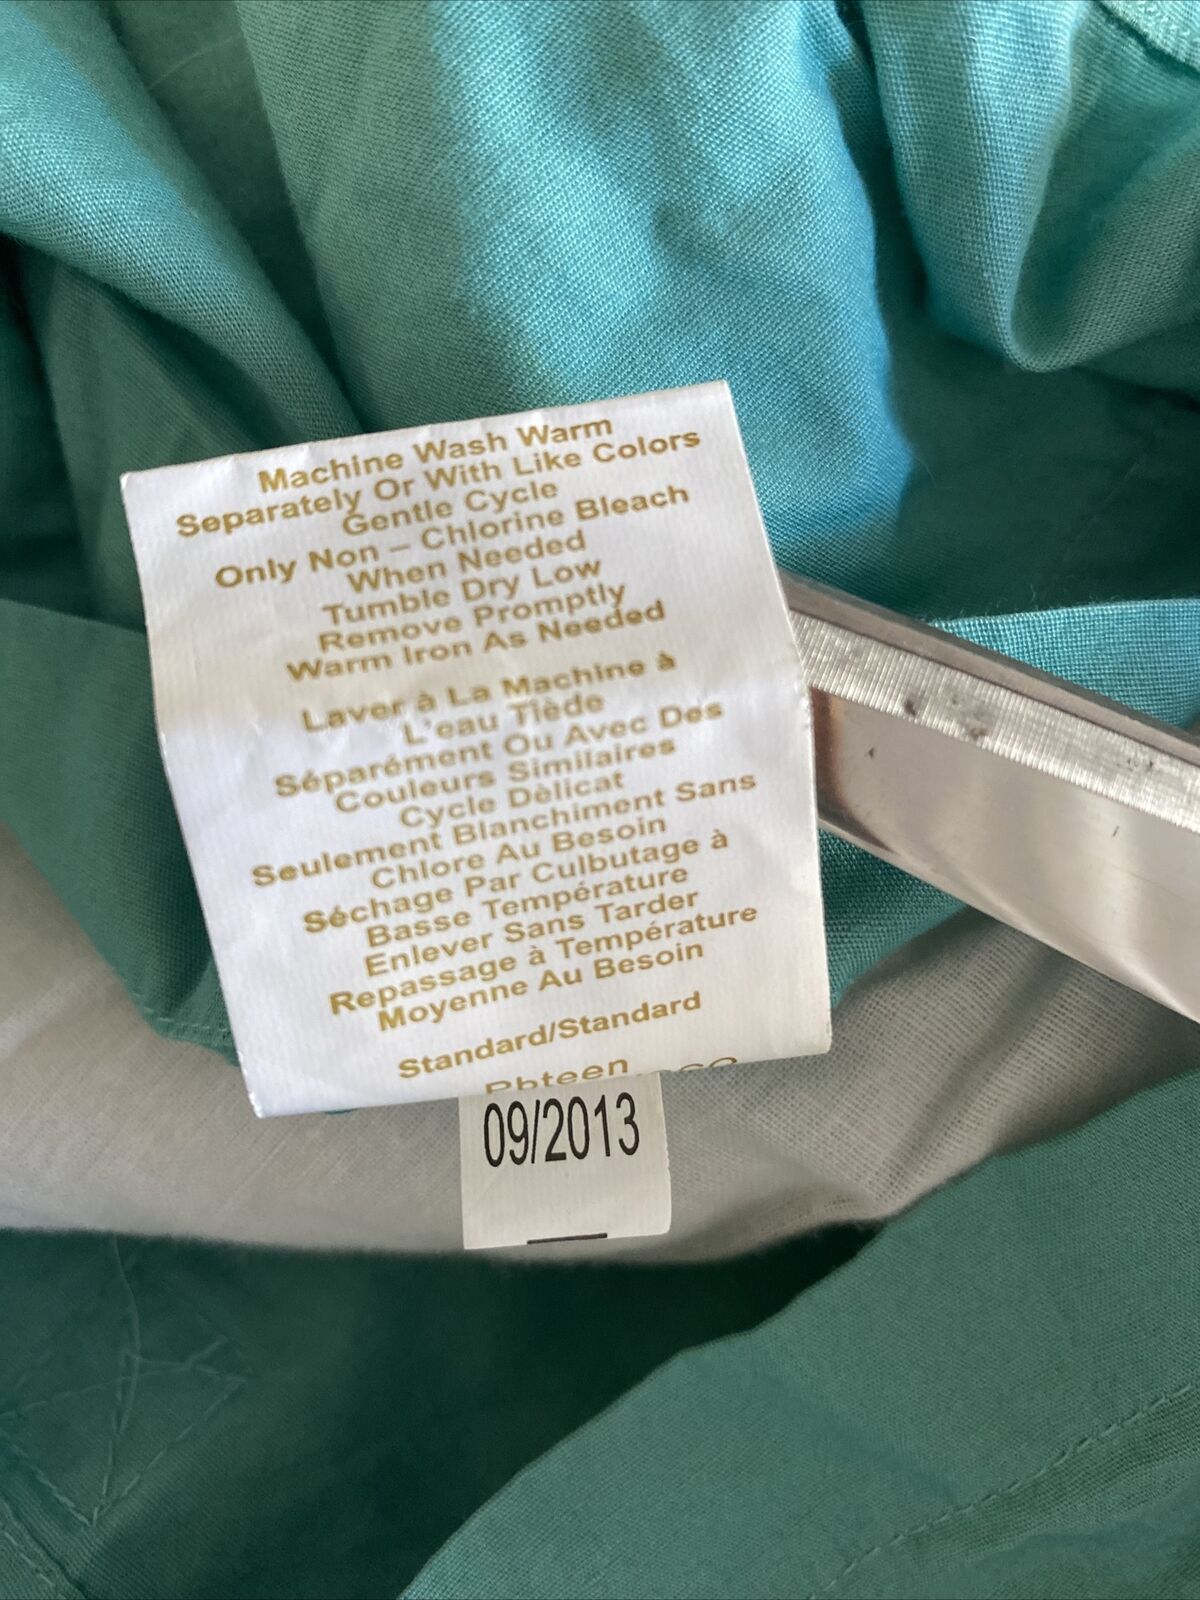 Machine Wash Warm
Separately Or With Like Colors
Gentle Cycle
Only Non – Chlorine Bleach
When Needed
Tumble Dry Low
Remove Promptly
Warm Iron As Needed
Laver à La Machine à
L'eau Tiède
Séparément Ou Avec Des
Couleurs Similaires
Cycle Dèlicat
Seulement Blanchiment Sans
Chlore Au Besoin
Séchage Par Culbutage à
Basse Température
Enlever Sans Tarder
Repassage à Température
Moyenne Au Besoin
Standard/Standard
Pbteen
09/2013